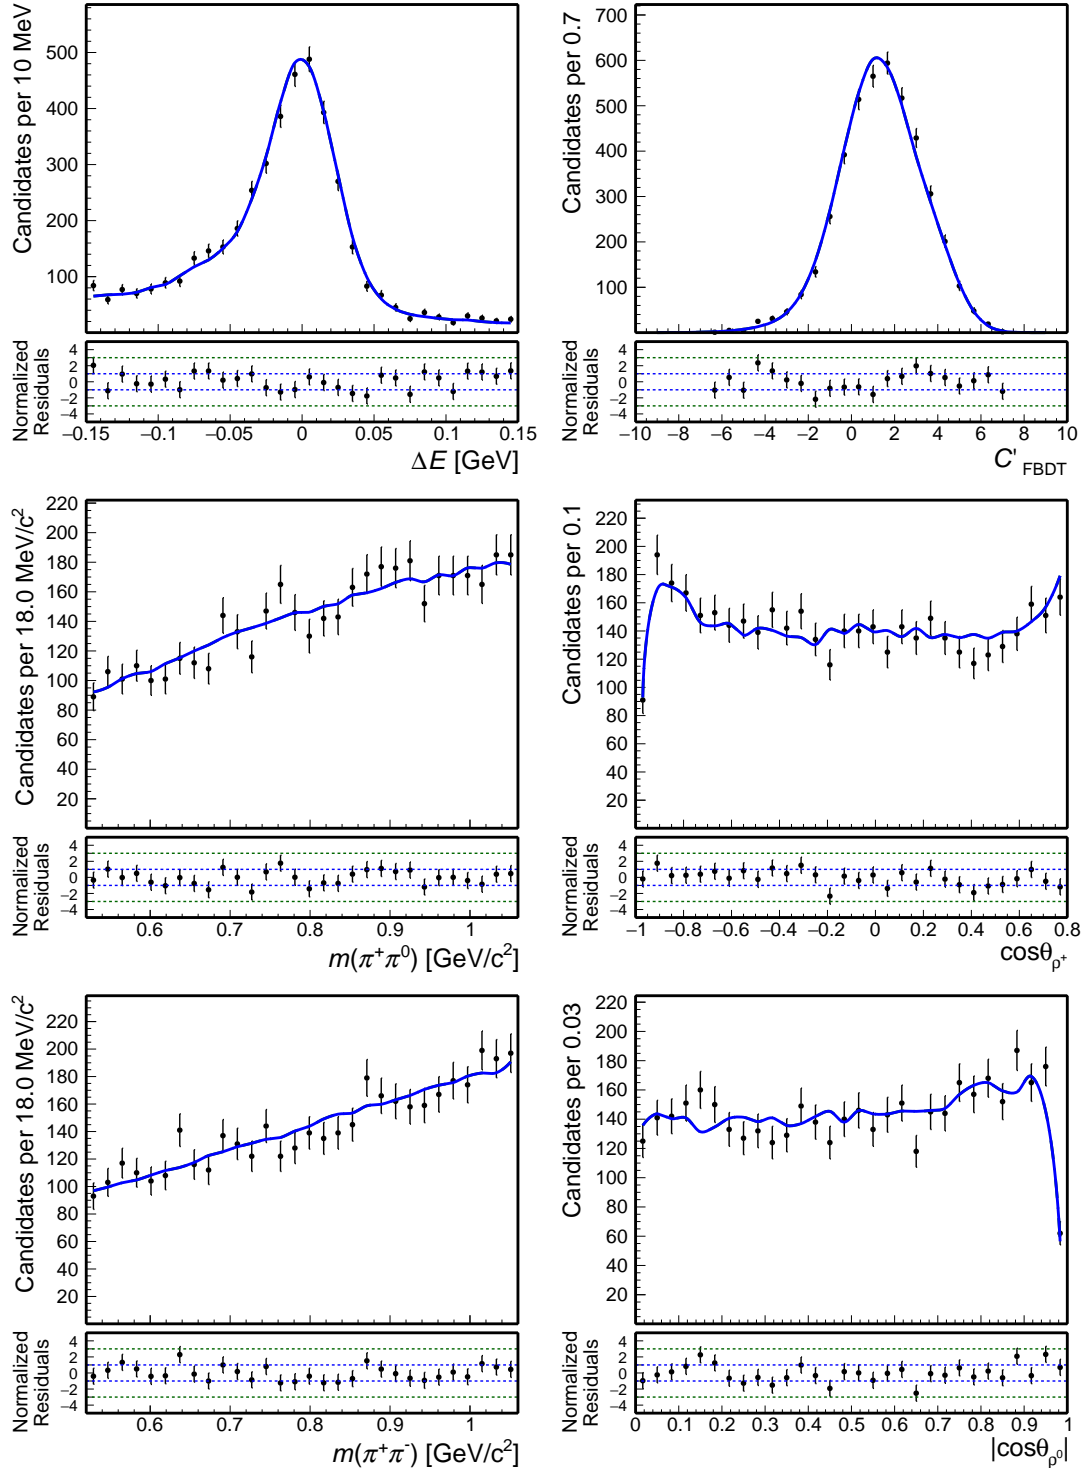 Candidates per 10 MeV
500
400
300
200
100
Normalized
Residuals
4
2
0
−2
−4
−0.15 −0.1 −0.05 0 0.05 0.1 0.15
ΔE [GeV]
Candidates per 0.7
700
600
500
400
300
200
100
Normalized
Residuals
4
2
0
−2
−4
−10 −8 −6 −4 −2 0 2 4 6 8 10
C'FBDT
Candidates per 18.0 MeV/c²
220
200
180
160
140
120
100
80
60
40
20
Normalized
Residuals
4
2
0
−2
−4
0.6 0.7 0.8 0.9 1
m(π⁺π⁰) [GeV/c²]
Candidates per 0.1
220
200
180
160
140
120
100
80
60
40
20
Normalized
Residuals
4
2
0
−2
−4
−1 −0.8 −0.6 −0.4 −0.2 0 0.2 0.4 0.6 0.8
cosθρ⁺
Candidates per 18.0 MeV/c²
220
200
180
160
140
120
100
80
60
40
20
Normalized
Residuals
4
2
0
−2
−4
0.6 0.7 0.8 0.9 1
m(π⁺π⁻) [GeV/c²]
Candidates per 0.03
220
200
180
160
140
120
100
80
60
40
20
Normalized
Residuals
4
2
0
−2
−4
0 0.1 0.2 0.3 0.4 0.5 0.6 0.7 0.8 0.9 1
|cosθρ⁰|